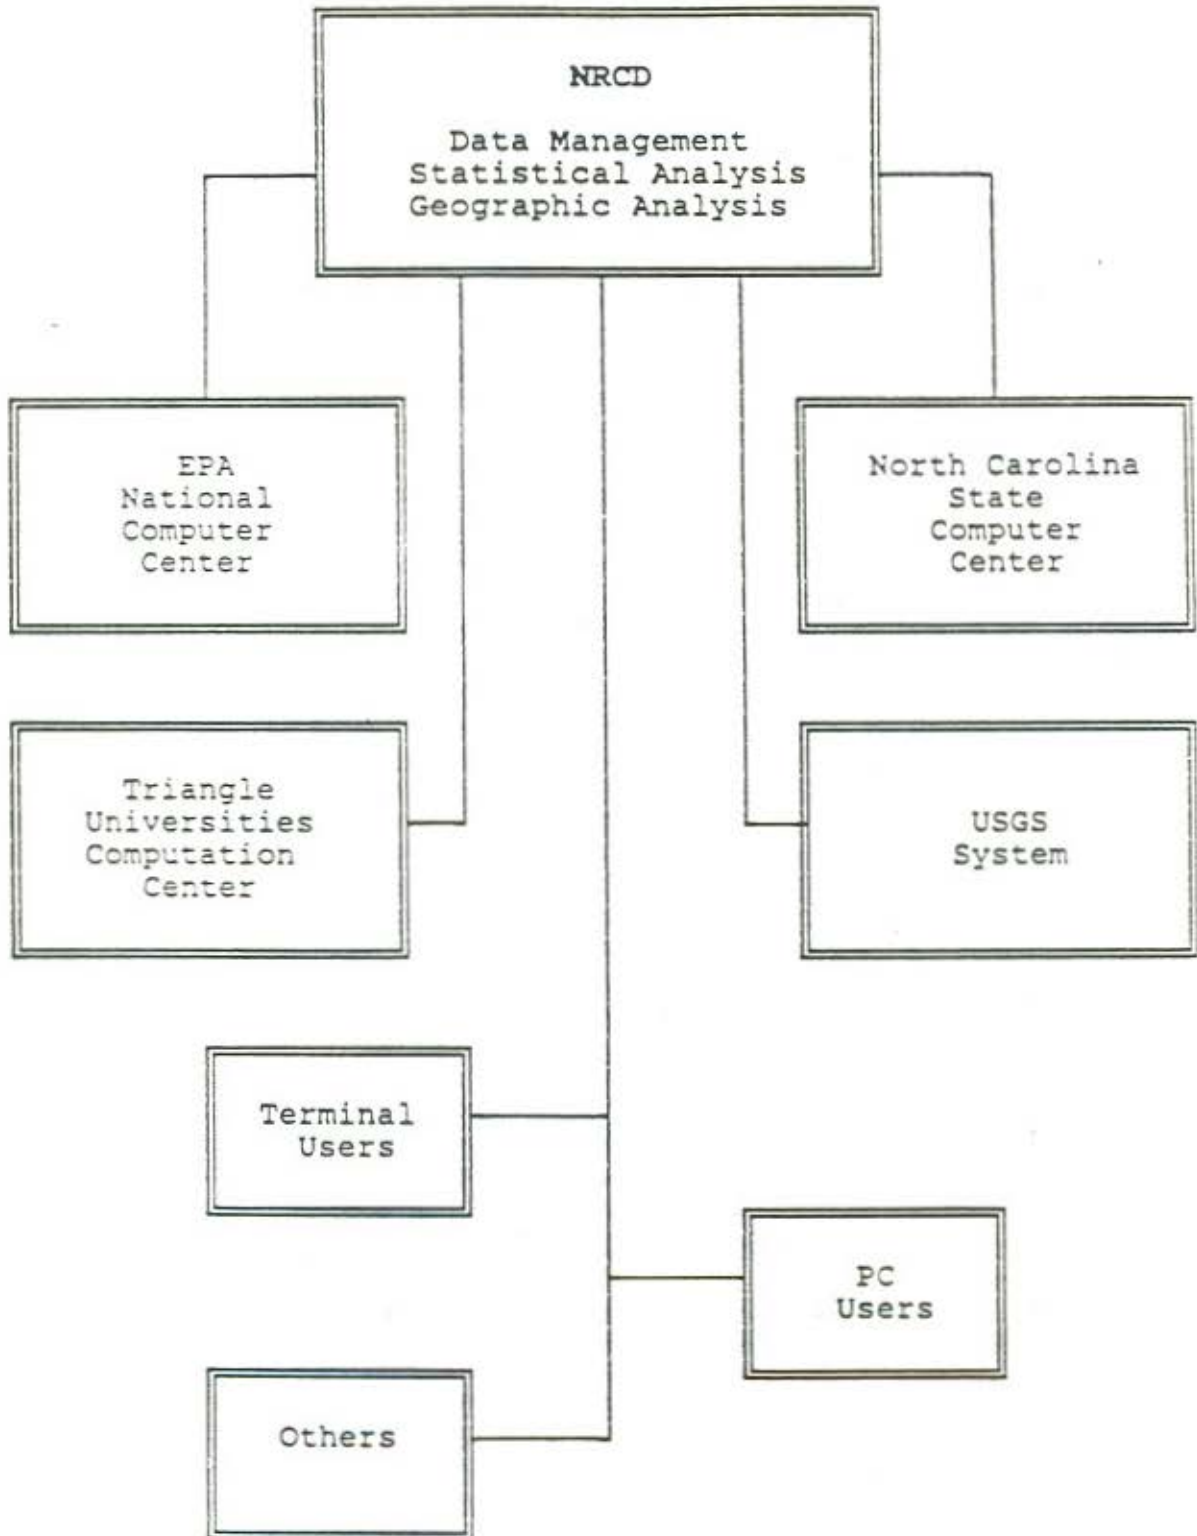 NRCD
Data Management
Statistical Analysis
Geographic Analysis
EPA
National
Computer
Center
North Carolina
State
Computer
Center
Triangle
Universities
Computation
Center
USGS
System
Terminal
Users
PC
Users
Others